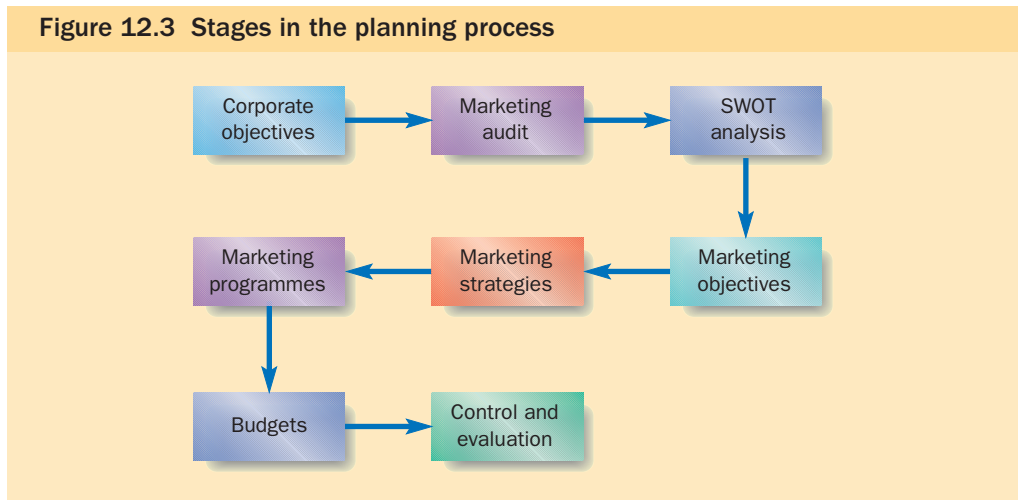 Figure 12.3 Stages in the planning process
Corporate
objectives
Marketing
audit
SWOT
analysis
Marketing
programmes
Marketing
strategies
Marketing
objectives
Budgets
Control and
evaluation